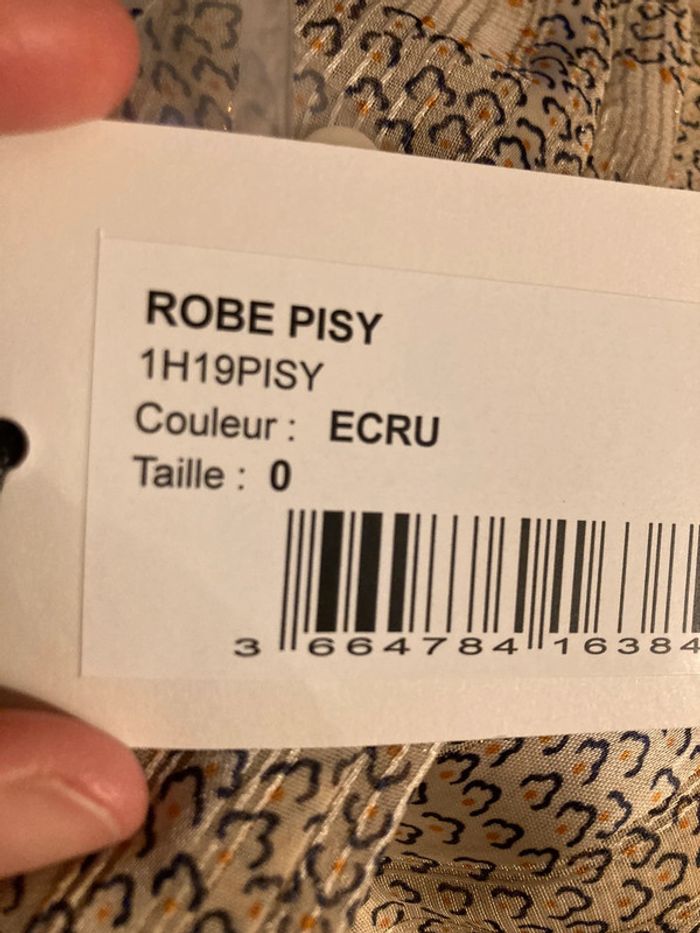 ROBE PISY
1H19PISY
Couleur : ECRU
Taille : 0
3 664784 16384